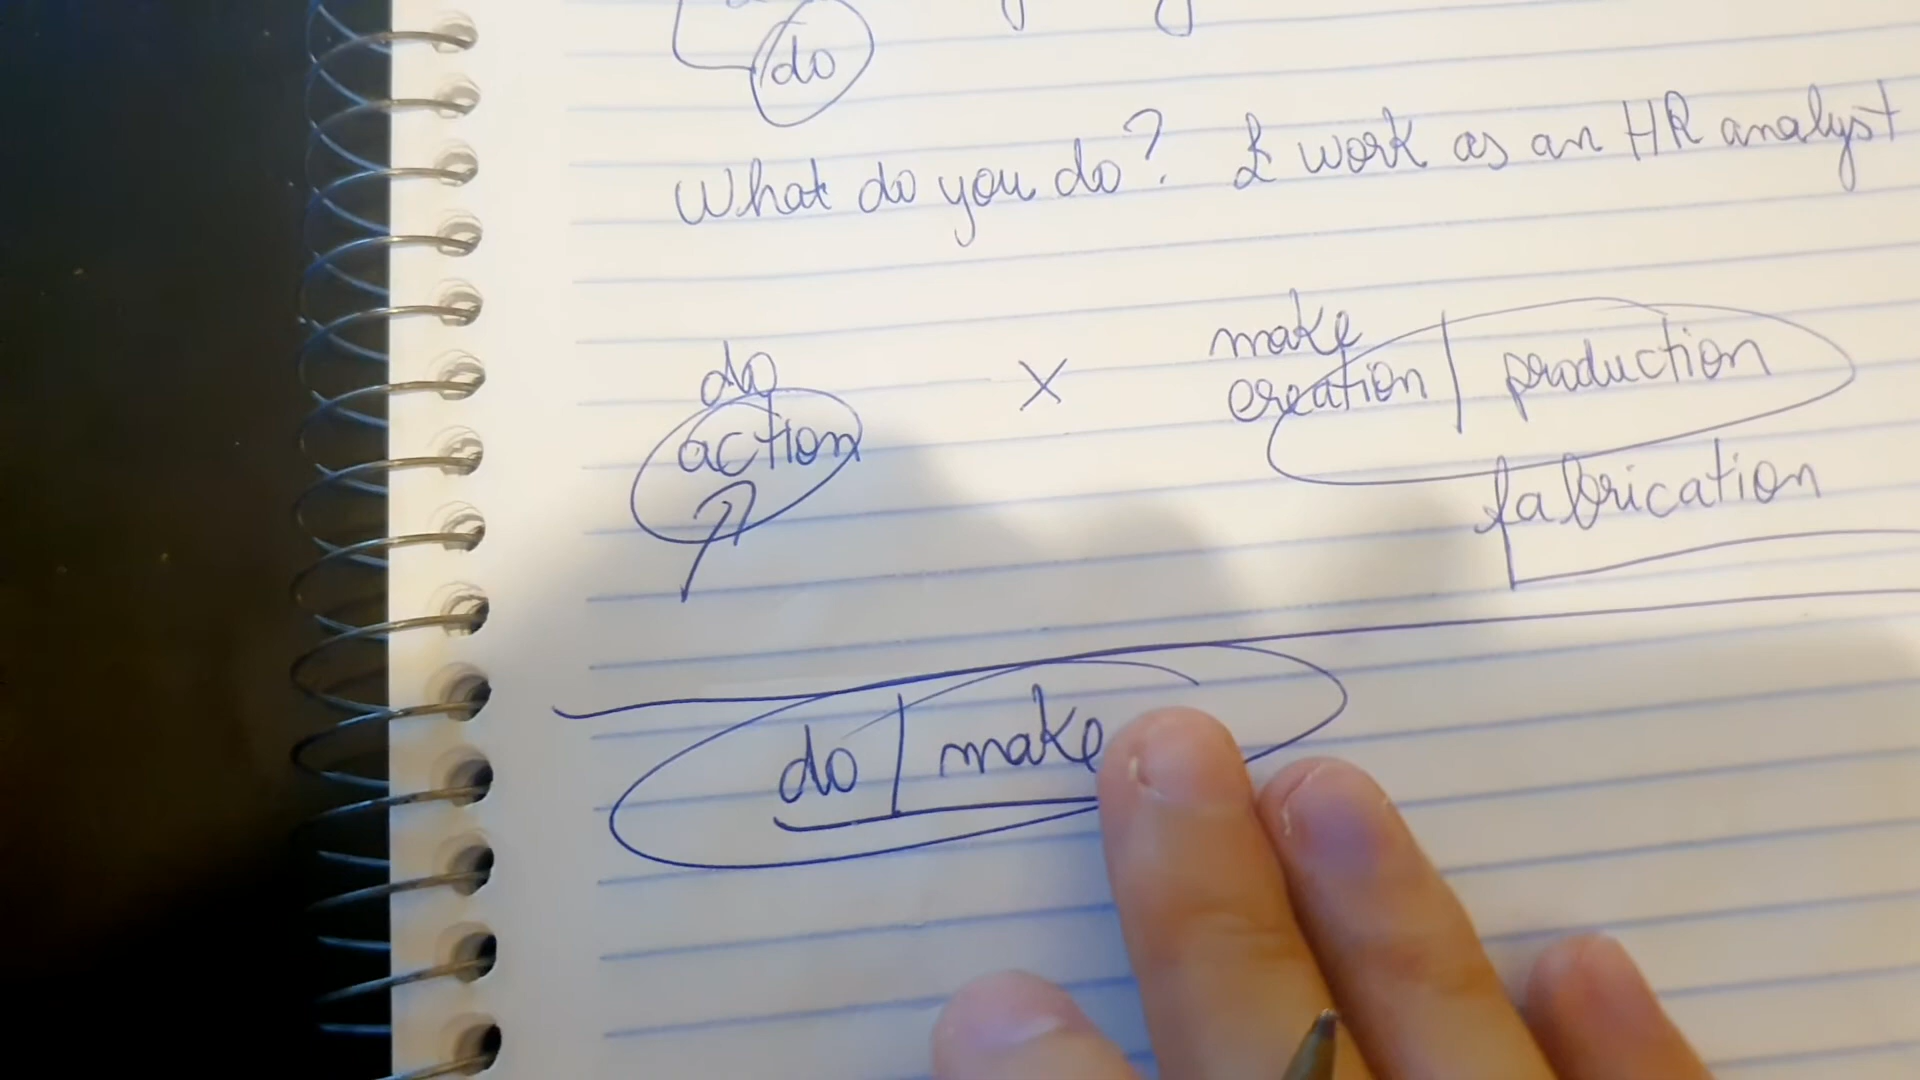 do
What do you do? I work as an HR analyst
do X make
action creation | production
fabrication
do | make